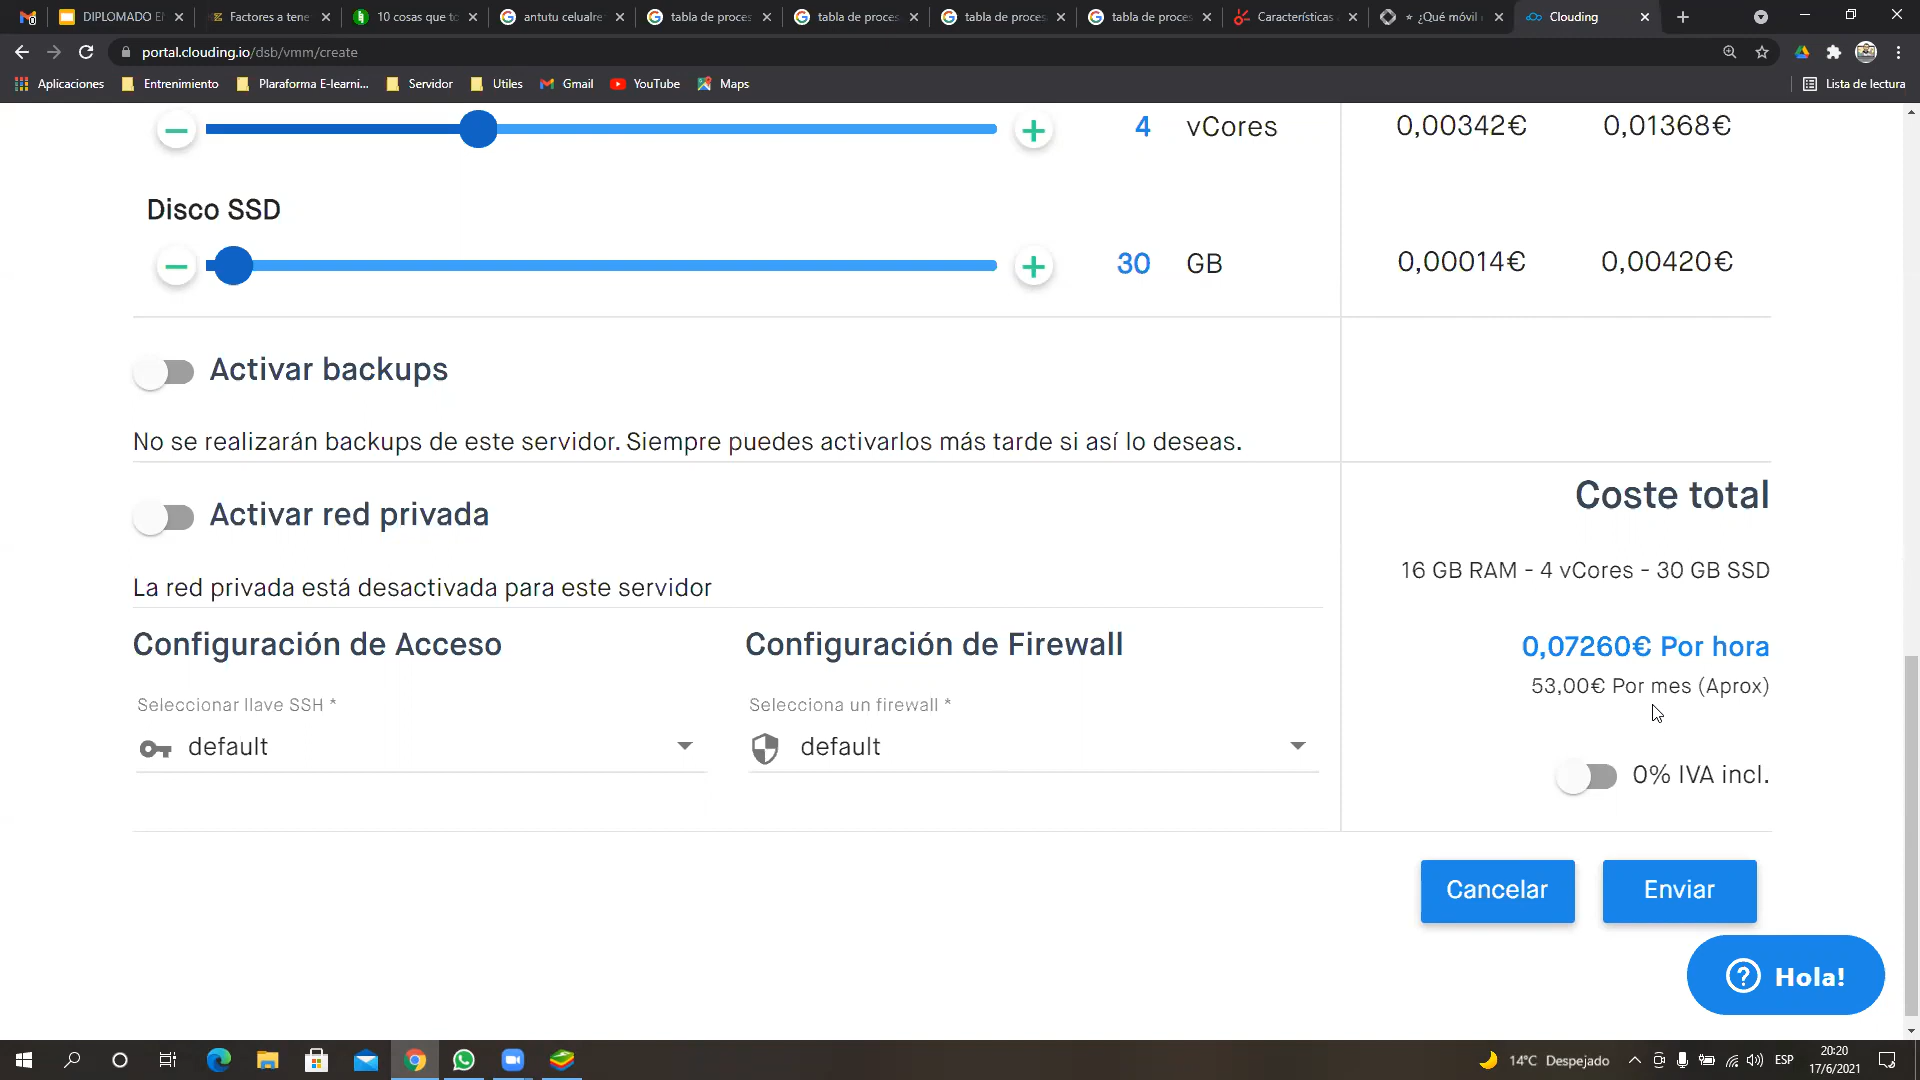 DIPLOMADO E
Factores a tene
10 cosas que to
antutu celualre
tabla de proces
tabla de proces
tabla de proces
tabla de proces
Características
★ ¿Qué móvil
Clouding
portal.clouding.io/dsb/vmm/create
Aplicaciones
Entrenimiento
Plaraforma E-learni...
Servidor
Utiles
Gmail
YouTube
Maps
Lista de lectura
4 vCores 0,00342€ 0,01368€
Disco SSD
30 GB 0,00014€ 0,00420€
Activar backups
No se realizarán backups de este servidor. Siempre puedes activarlos más tarde si así lo deseas.
Activar red privada
La red privada está desactivada para este servidor
Configuración de Acceso
Seleccionar llave SSH *
default
Configuración de Firewall
Selecciona un firewall *
default
Coste total
16 GB RAM - 4 vCores - 30 GB SSD
0,07260€ Por hora
53,00€ Por mes (Aprox)
0% IVA incl.
Cancelar
Enviar
Hola!
14°C Despejado
ESP
20:20
17/6/2021